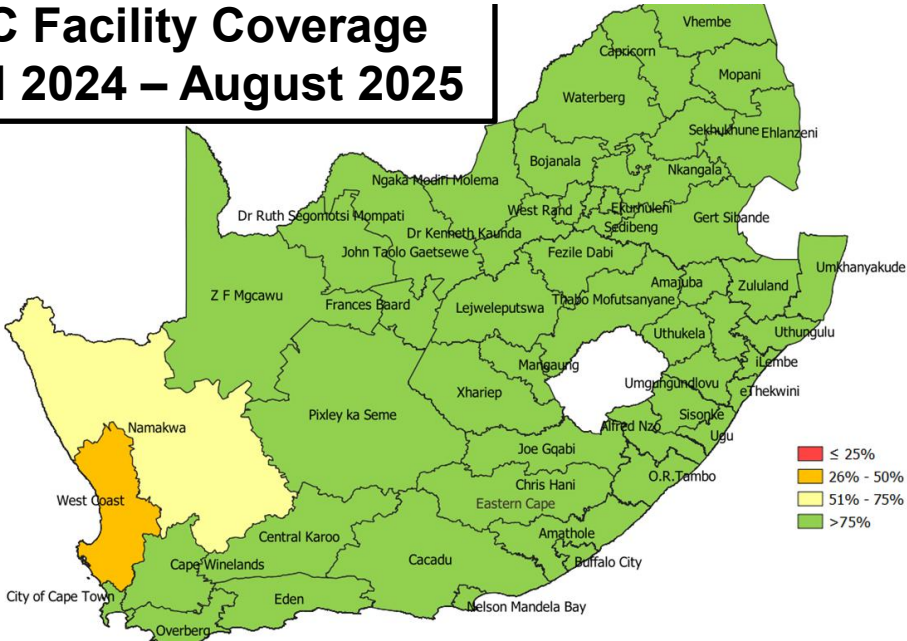 C Facility Coverage
2024 – August 2025
Vhembe
Capricorn
Mopani
Waterberg
Sekhukhune
Ehlanzeni
Bojanala
Nkangala
Ngaka Modiri Molema
West Rand
Ekurhuleni
Dr Ruth Segomotsi Mompati
Gert Sibande
Sedibeng
Dr Kenneth Kaunda
John Taolo Gaetsewe
Fezile Dabi
Umkhanyakude
Z F Mgcawu
Amajuba
Zululand
Frances Baard
Lejweleputswa
Thabo Mofutsanyane
Uthukela
Uthungulu
Mangaung
iLembe
Xhariep
Umgungundlovu
eThekwini
Pixley ka Seme
Sisonke
Namakwa
Alfred Nzo
Ugu
Joe Gqabi
O.R.Tambo
Chris Hani
West Coast
Eastern Cape
Central Karoo
Amathole
Cape Winelands
Cacadu
Buffalo City
City of Cape Town
Eden
Nelson Mandela Bay
Overberg
≤ 25%
26% - 50%
51% - 75%
>75%